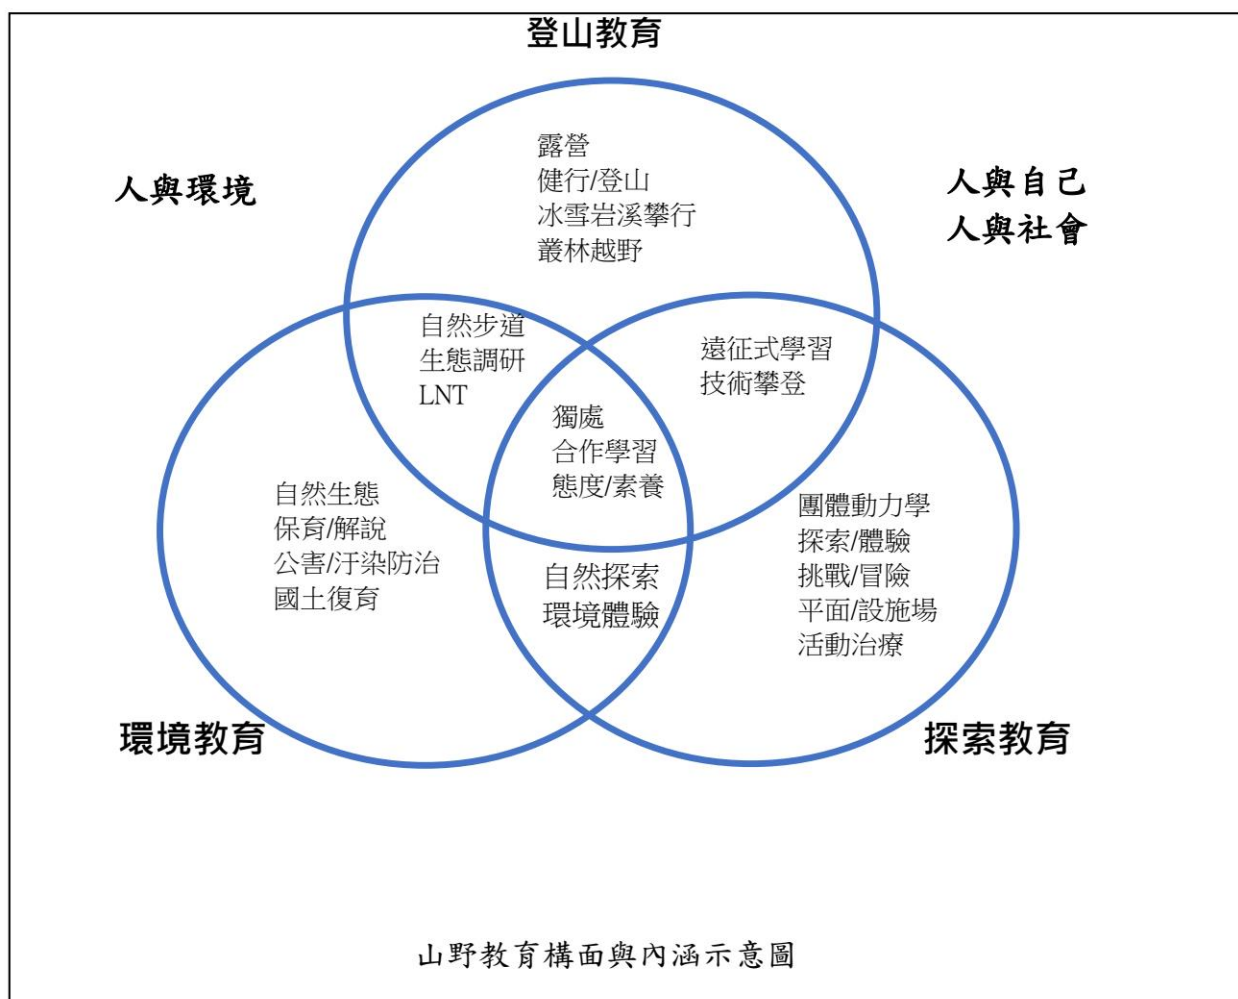 登山教育
人與環境
人與自己
人與社會
露營
健行/登山
冰雪岩溪攀行
叢林越野
自然步道
生態調研
LNT
遠征式學習
技術攀登
獨處
合作學習
態度/素養
自然生態
保育/解說
公害/汙染防治
國土復育
自然探索
環境體驗
團體動力學
探索/體驗
挑戰/冒險
平面/設施場
活動治療
環境教育
探索教育
山野教育構面與內涵示意圖